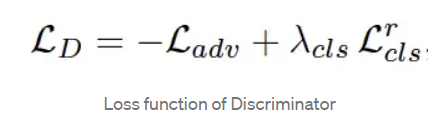 ℒ_D = −ℒ_adv + λ_cls ℒ^r_cls,
Loss function of Discriminator